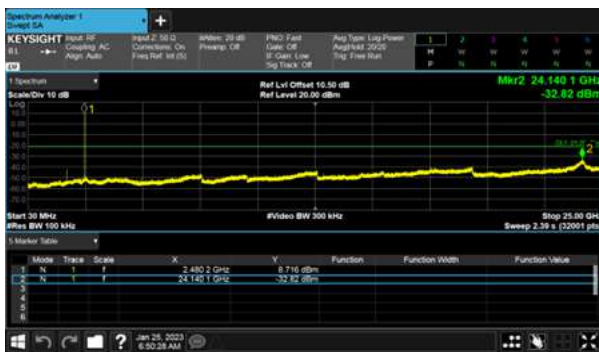 Spectrum Analyzer 1
Swept SA
+
KEYSIGHT Input: RF Input Z: 50 Ω #Atten: 20 dB PNO: Fast Avg Type: Log-Power 1 2 3 4 5 6
Coupling: AC Corrections: On Preamp: Off Gate: Off Avg|Hold: 20/20 M W W W W W
Align: Auto Freq Ref: Int (S) IF Gain: Low Trig: Free Run
Sig Track: Off P N N N N N
1 Spectrum Ref Lvl Offset 10.50 dB Mkr2 24.140 1 GHz
Scale/Div 10 dB Ref Level 20.00 dBm -32.82 dBm
Log
1
2
Start 30 MHz #Video BW 300 kHz Stop 25.00 GHz
#Res BW 100 kHz Sweep 2.39 s (32001 pts)
5 Marker Table
Mode Trace Scale X Y Function Function Width Function Value
1 N 1 f 2.480 2 GHz 8.716 dBm
2 N 1 f 24.140 1 GHz -32.82 dBm
3
4
5
6
? Jan 25, 2023
6:50:28 AM